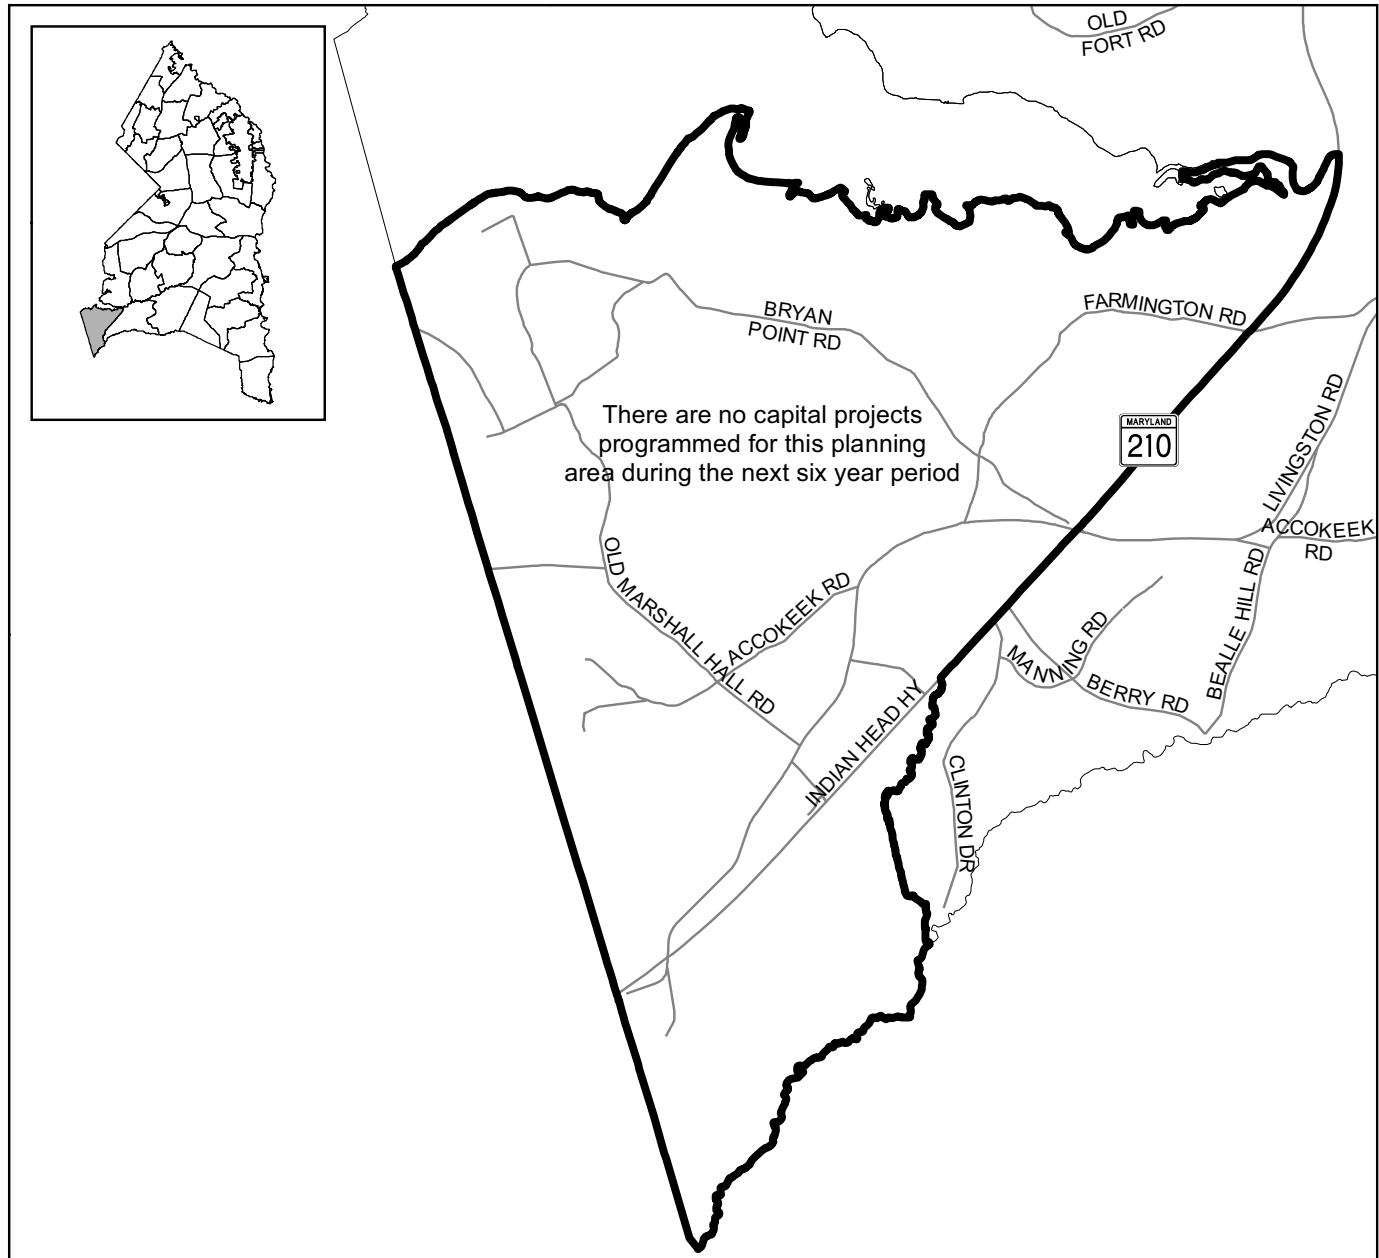 OLD
FORT RD
BRYAN
POINT RD
FARMINGTON RD
There are no capital projects
programmed for this planning
area during the next six year period
MARYLAND
210
LIVINGSTON RD
ACCOKEEK
RD
OLD MARSHALL HALL RD
ACCOKEEK RD
BEALLE HILL RD
MANNING RD
BERRY RD
INDIAN HEAD HY
CLINTON DR